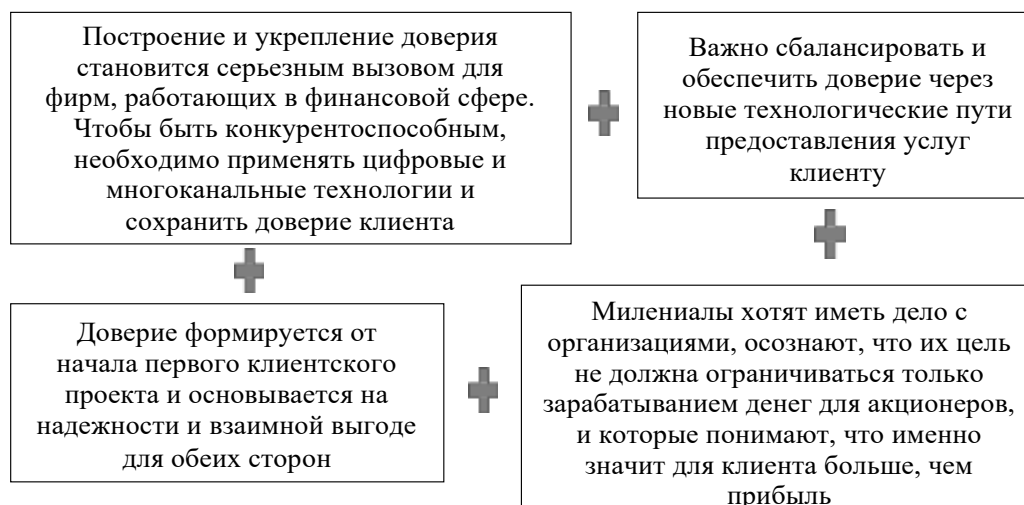 Построение и укрепление доверия
становится серьезным вызовом для
фирм, работающих в финансовой сфере.
Чтобы быть конкурентоспособным,
необходимо применять цифровые и
многоканальные технологии и
сохранить доверие клиента
Важно сбалансировать и
обеспечить доверие через
новые технологические пути
предоставления услуг
клиенту
Доверие формируется от
начала первого клиентского
проекта и основывается на
надежности и взаимной выгоде
для обеих сторон
Милениалы хотят иметь дело с
организациями, осознают, что их цель
не должна ограничиваться только
зарабатыванием денег для акционеров,
и которые понимают, что именно
значит для клиента больше, чем
прибыль